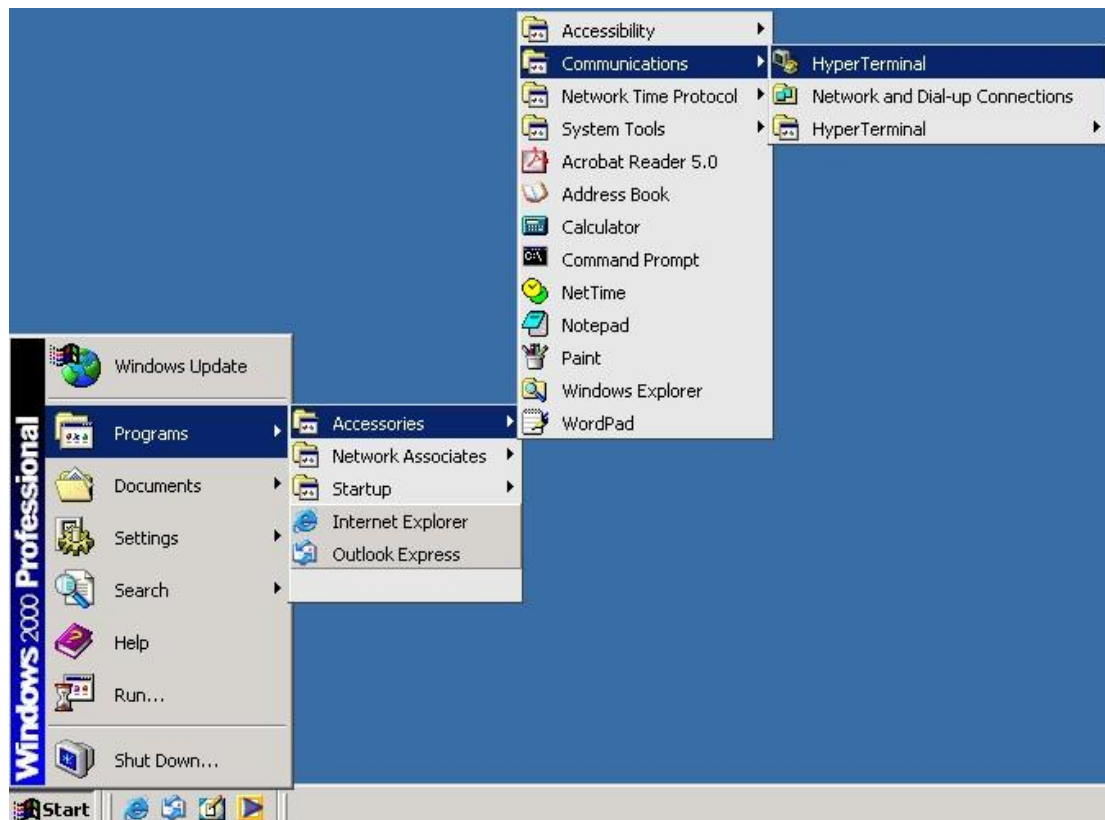 Accessibility
Communications
Network Time Protocol
System Tools
Acrobat Reader 5.0
Address Book
Calculator
Command Prompt
NetTime
Notepad
Paint
Windows Explorer
WordPad
HyperTerminal
Network and Dial-up Connections
HyperTerminal
Windows Update
Programs
Documents
Settings
Search
Help
Run...
Shut Down...
Accessories
Network Associates
Startup
Internet Explorer
Outlook Express
Windows 2000 Professional
Start